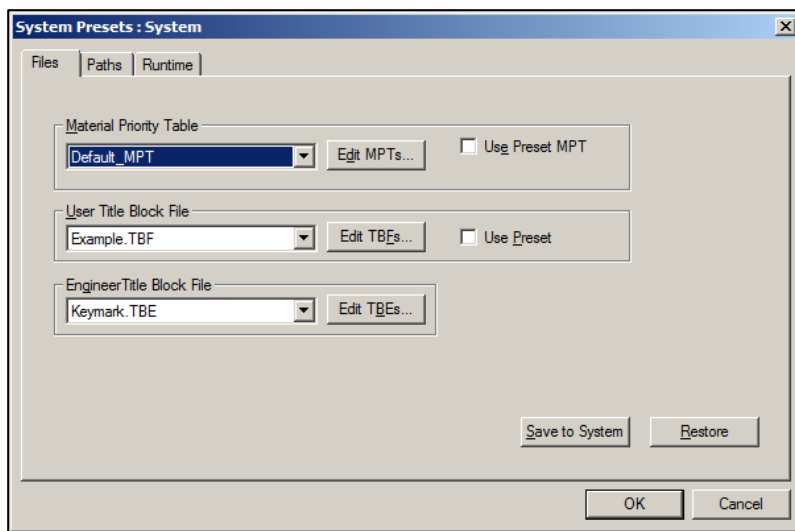 System Presets : System
Files Paths Runtime
Material Priority Table
Default_MPT Edit MPTs... Use Preset MPT
User Title Block File
Example.TBF Edit TBFs... Use Preset
EngineerTitle Block File
Keymark.TBE Edit TBEs...
Save to System Restore
OK Cancel